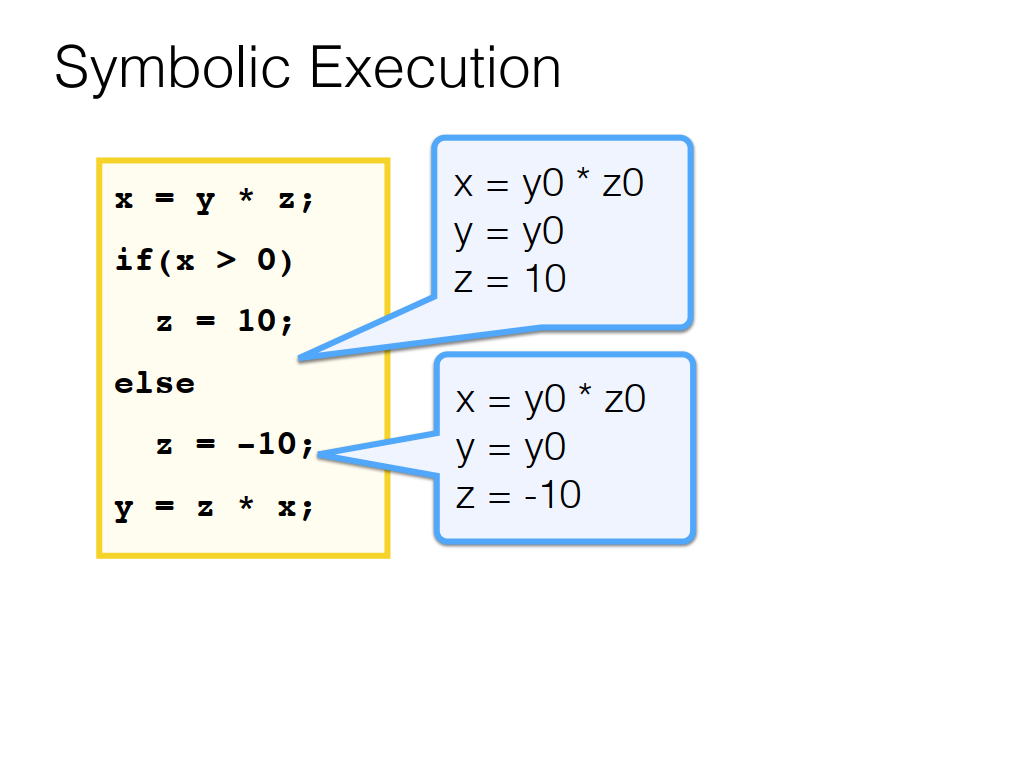 Symbolic Execution
x = y * z;
if(x > 0)
z = 10;
else
z = -10;
y = z * x;
x = y0 * z0
y = y0
z = 10
x = y0 * z0
y = y0
z = -10